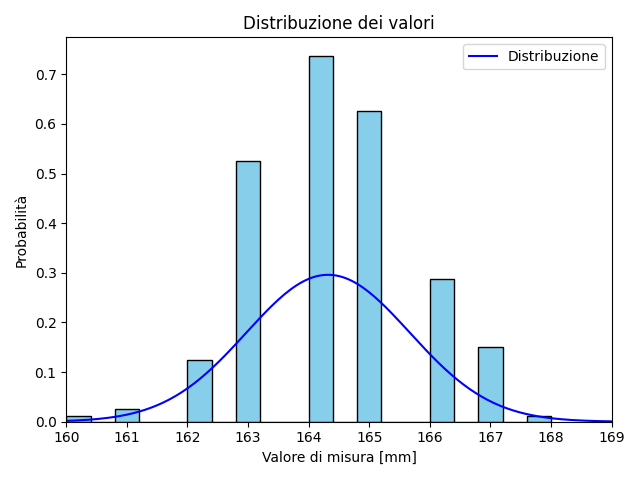 Distribuzione dei valori
Distribuzione
0.7
0.6
0.5
0.4
0.3
0.2
0.1
0.0
Probabilità
160 161 162 163 164 165 166 167 168 169
Valore di misura [mm]